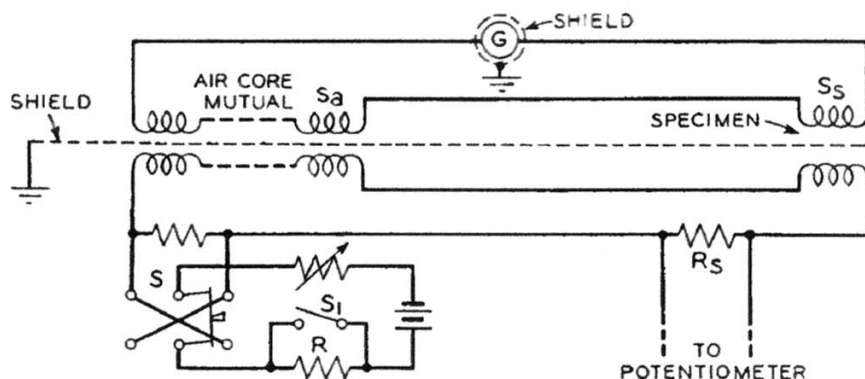 SHIELD
G
AIR CORE
MUTUAL
Sa
Ss
SHIELD
SPECIMEN
S
S1
R
RS
TO
POTENTIOMETER